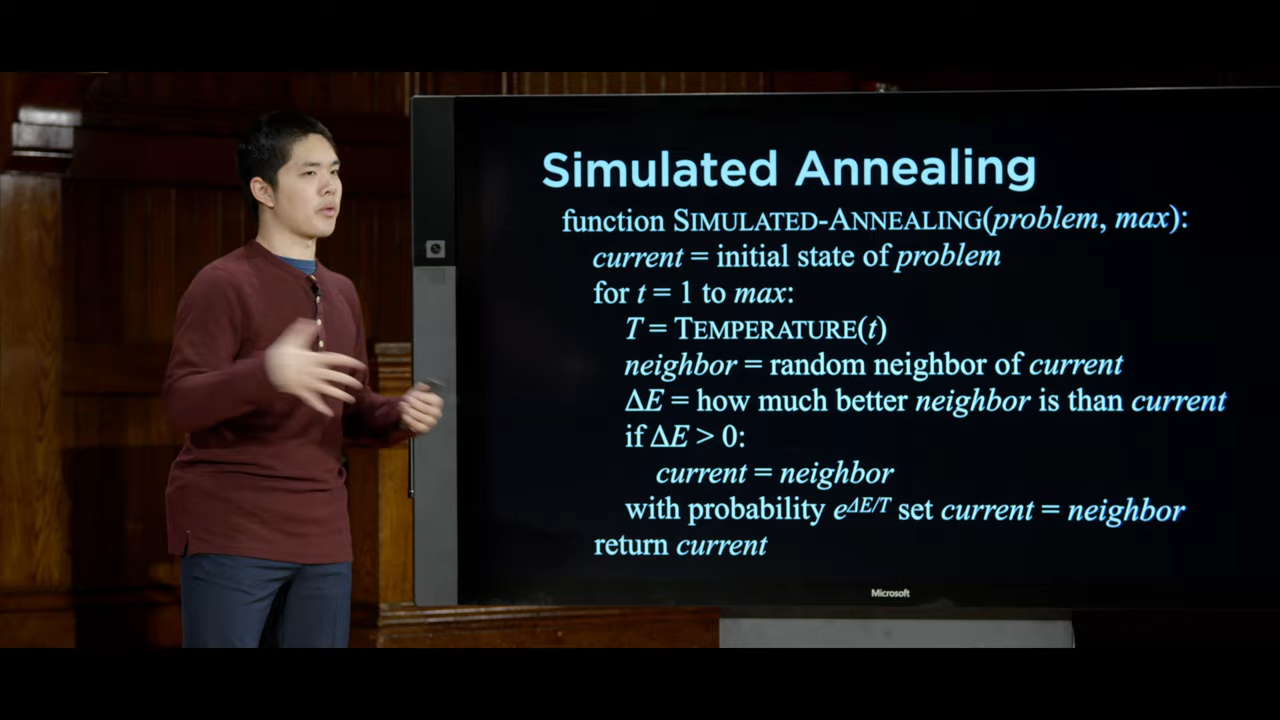 Simulated Annealing
function SIMULATED-ANNEALING(problem, max):
current = initial state of problem
for t = 1 to max:
T = TEMPERATURE(t)
neighbor = random neighbor of current
ΔE = how much better neighbor is than current
if ΔE > 0:
current = neighbor
with probability e^ΔE/T set current = neighbor
return current
Microsoft